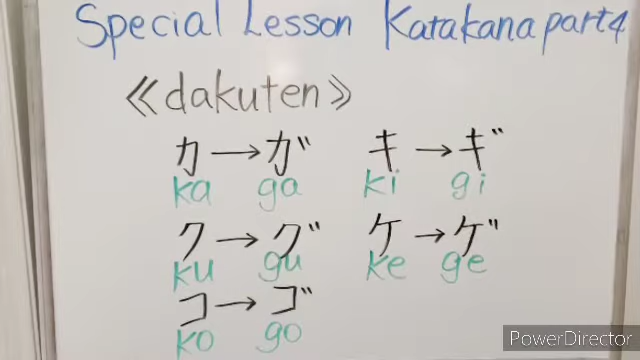 Special Lesson Katakana part4
≪dakuten≫
カ→ガ キ→ギ
ka ga ki gi
ク→グ ケ→ゲ
ku gu ke ge
コ→ゴ
ko go
PowerDirector